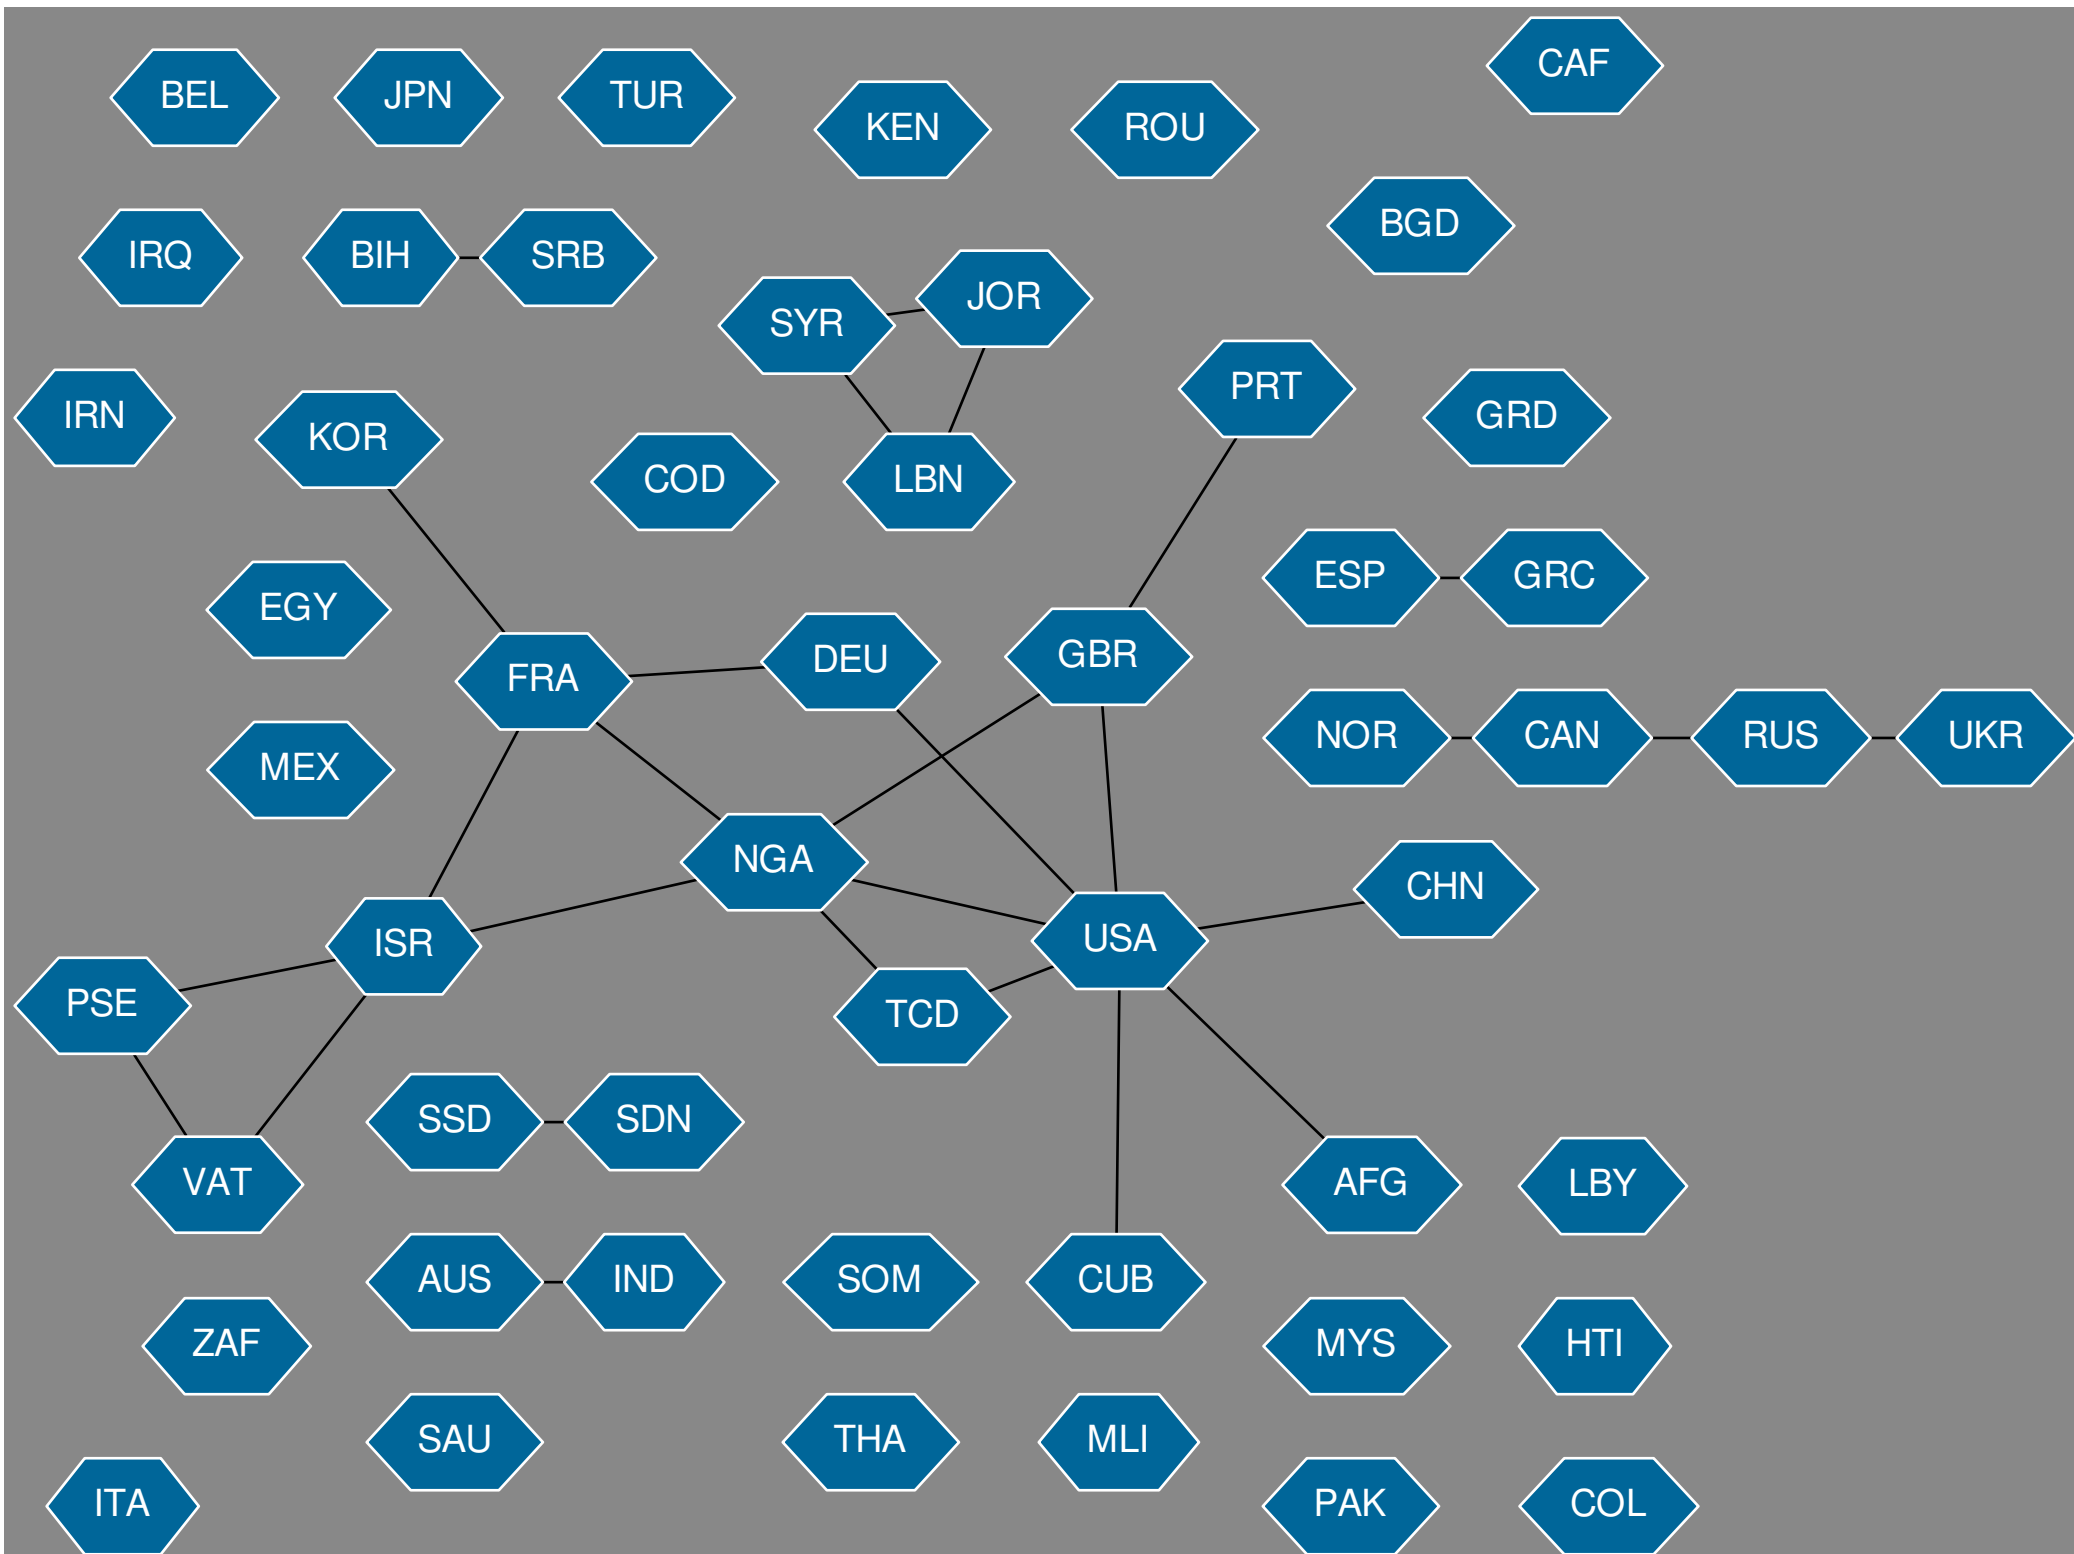 CAF
BEL
JPN
TUR
KEN
ROU
BGD
IRQ
BIH
SRB
JOR
SYR
PRT
IRN
GRD
KOR
COD
LBN
ESP
GRC
EGY
GBR
DEU
FRA
NOR
CAN
RUS
UKR
MEX
NGA
CHN
USA
ISR
PSE
TCD
SSD
SDN
VAT
AFG
LBY
AUS
IND
SOM
CUB
ZAF
MYS
HTI
SAU
THA
MLI
ITA
PAK
COL